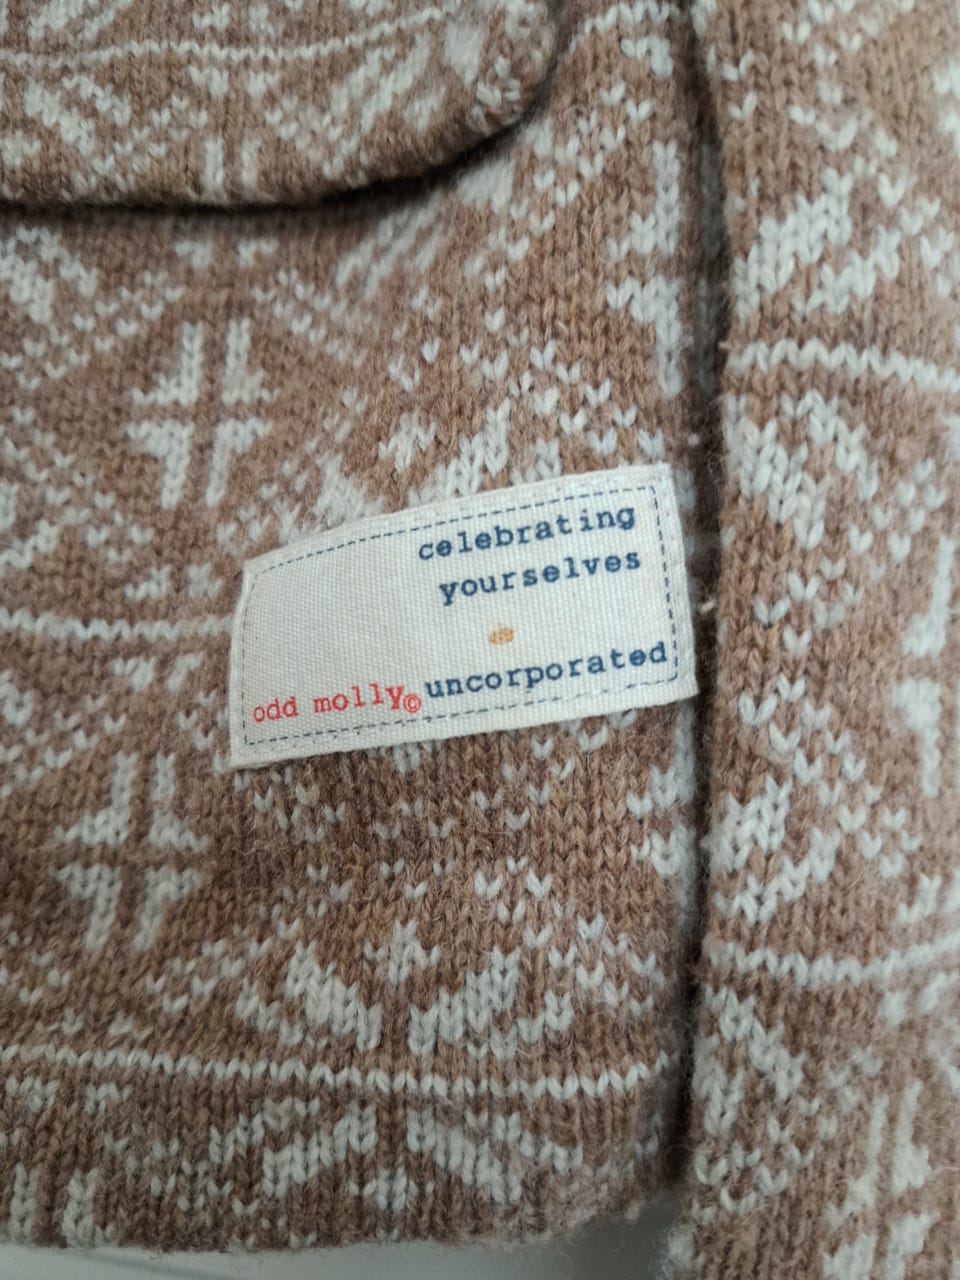 celebrating
yourselves
odd molly© uncorporated